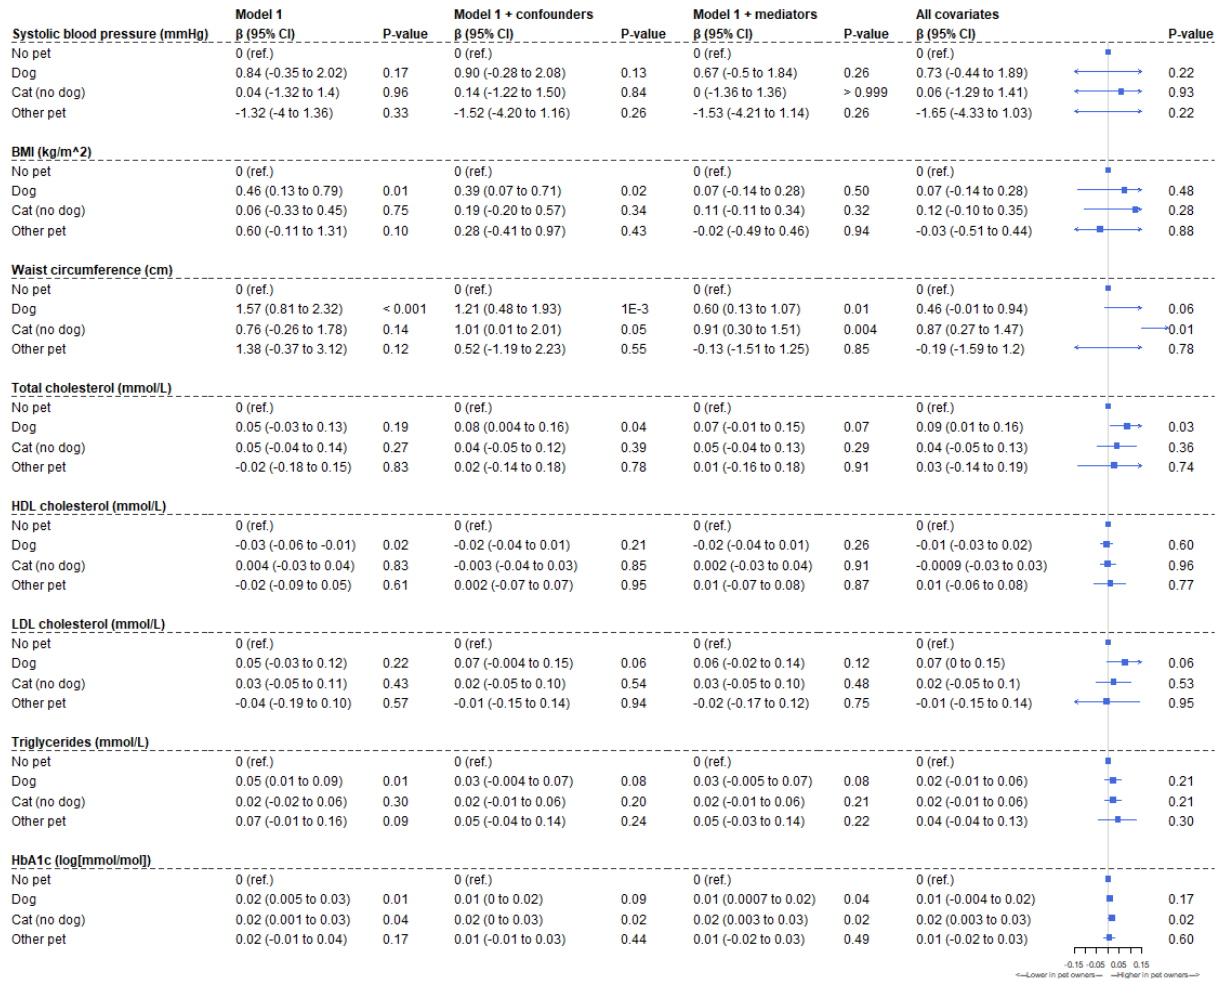 Model 1 Model 1 + confounders Model 1 + mediators All covariates
Systolic blood pressure (mmHg) β (95% CI) P-value β (95% CI) P-value β (95% CI) P-value β (95% CI) P-value
No pet 0 (ref.) 0 (ref.) 0 (ref.) 0 (ref.)
Dog 0.84 (-0.35 to 2.02) 0.17 0.90 (-0.28 to 2.08) 0.13 0.67 (-0.5 to 1.84) 0.26 0.73 (-0.44 to 1.89) 0.22
Cat (no dog) 0.04 (-1.32 to 1.4) 0.96 0.14 (-1.22 to 1.50) 0.84 0 (-1.36 to 1.36) > 0.999 0.06 (-1.29 to 1.41) 0.93
Other pet -1.32 (-4 to 1.36) 0.33 -1.52 (-4.20 to 1.16) 0.26 -1.53 (-4.21 to 1.14) 0.26 -1.65 (-4.33 to 1.03) 0.22
BMI (kg/m^2)
No pet 0 (ref.) 0 (ref.) 0 (ref.) 0 (ref.)
Dog 0.46 (0.13 to 0.79) 0.01 0.39 (0.07 to 0.71) 0.02 0.07 (-0.14 to 0.28) 0.50 0.07 (-0.14 to 0.28) 0.48
Cat (no dog) 0.06 (-0.33 to 0.45) 0.75 0.19 (-0.20 to 0.57) 0.34 0.11 (-0.11 to 0.34) 0.32 0.12 (-0.10 to 0.35) 0.28
Other pet 0.60 (-0.11 to 1.31) 0.10 0.28 (-0.41 to 0.97) 0.43 -0.02 (-0.49 to 0.46) 0.94 -0.03 (-0.51 to 0.44) 0.88
Waist circumference (cm)
No pet 0 (ref.) 0 (ref.) 0 (ref.) 0 (ref.)
Dog 1.57 (0.81 to 2.32) < 0.001 1.21 (0.48 to 1.93) 1E-3 0.60 (0.13 to 1.07) 0.01 0.46 (-0.01 to 0.94) 0.06
Cat (no dog) 0.76 (-0.26 to 1.78) 0.14 1.01 (0.01 to 2.01) 0.05 0.91 (0.30 to 1.51) 0.004 0.87 (0.27 to 1.47) 0.01
Other pet 1.38 (-0.37 to 3.12) 0.12 0.52 (-1.19 to 2.23) 0.55 -0.13 (-1.51 to 1.25) 0.85 -0.19 (-1.59 to 1.2) 0.78
Total cholesterol (mmol/L)
No pet 0 (ref.) 0 (ref.) 0 (ref.) 0 (ref.)
Dog 0.05 (-0.03 to 0.13) 0.19 0.08 (0.004 to 0.16) 0.04 0.07 (-0.01 to 0.15) 0.07 0.09 (0.01 to 0.16) 0.03
Cat (no dog) 0.05 (-0.04 to 0.14) 0.27 0.04 (-0.05 to 0.12) 0.39 0.05 (-0.04 to 0.13) 0.29 0.04 (-0.05 to 0.13) 0.36
Other pet -0.02 (-0.18 to 0.15) 0.83 0.02 (-0.14 to 0.18) 0.78 0.01 (-0.16 to 0.18) 0.91 0.03 (-0.14 to 0.19) 0.74
HDL cholesterol (mmol/L)
No pet 0 (ref.) 0 (ref.) 0 (ref.) 0 (ref.)
Dog -0.03 (-0.06 to -0.01) 0.02 -0.02 (-0.04 to 0.01) 0.21 -0.02 (-0.04 to 0.01) 0.26 -0.01 (-0.03 to 0.02) 0.60
Cat (no dog) 0.004 (-0.03 to 0.04) 0.83 -0.003 (-0.04 to 0.03) 0.85 0.002 (-0.03 to 0.04) 0.91 -0.0009 (-0.03 to 0.03) 0.96
Other pet -0.02 (-0.09 to 0.05) 0.61 0.002 (-0.07 to 0.07) 0.95 0.01 (-0.07 to 0.08) 0.87 0.01 (-0.06 to 0.08) 0.77
LDL cholesterol (mmol/L)
No pet 0 (ref.) 0 (ref.) 0 (ref.) 0 (ref.)
Dog 0.05 (-0.03 to 0.12) 0.22 0.07 (-0.004 to 0.15) 0.06 0.06 (-0.02 to 0.14) 0.12 0.07 (0 to 0.15) 0.06
Cat (no dog) 0.03 (-0.05 to 0.11) 0.43 0.02 (-0.05 to 0.10) 0.54 0.03 (-0.05 to 0.10) 0.48 0.02 (-0.05 to 0.1) 0.53
Other pet -0.04 (-0.19 to 0.10) 0.57 -0.01 (-0.15 to 0.14) 0.94 -0.02 (-0.17 to 0.12) 0.75 -0.01 (-0.15 to 0.14) 0.95
Triglycerides (mmol/L)
No pet 0 (ref.) 0 (ref.) 0 (ref.) 0 (ref.)
Dog 0.05 (0.01 to 0.09) 0.01 0.03 (-0.004 to 0.07) 0.08 0.03 (-0.005 to 0.07) 0.08 0.02 (-0.01 to 0.06) 0.21
Cat (no dog) 0.02 (-0.02 to 0.06) 0.30 0.02 (-0.01 to 0.06) 0.20 0.02 (-0.01 to 0.06) 0.21 0.02 (-0.01 to 0.06) 0.21
Other pet 0.07 (-0.01 to 0.16) 0.09 0.05 (-0.04 to 0.14) 0.24 0.05 (-0.03 to 0.14) 0.22 0.04 (-0.04 to 0.13) 0.30
HbA1c (log[mmol/mol])
No pet 0 (ref.) 0 (ref.) 0 (ref.) 0 (ref.)
Dog 0.02 (0.005 to 0.03) 0.01 0.01 (0 to 0.02) 0.09 0.01 (0.0007 to 0.02) 0.04 0.01 (-0.004 to 0.02) 0.17
Cat (no dog) 0.02 (0.001 to 0.03) 0.04 0.02 (0 to 0.03) 0.02 0.02 (0.003 to 0.03) 0.02 0.02 (0.003 to 0.03) 0.02
Other pet 0.02 (-0.01 to 0.04) 0.17 0.01 (-0.01 to 0.03) 0.44 0.01 (-0.02 to 0.03) 0.49 0.01 (-0.02 to 0.03) 0.60
-0.15 -0.05 0.05 0.15
<--Lower in pet owners-- --Higher in pet owners-->